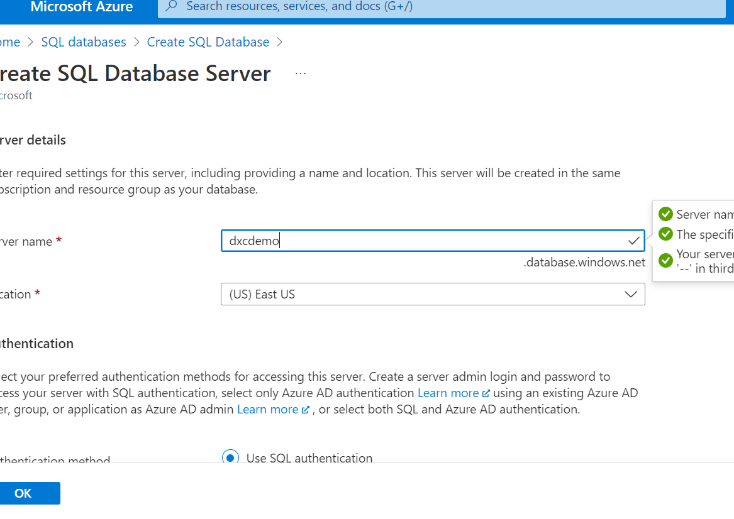 Microsoft Azure
Search resources, services, and docs (G+/)
ome > SQL databases > Create SQL Database >
reate SQL Database Server ...
crosoft
rver details
ter required settings for this server, including providing a name and location. This server will be created in the same
bscription and resource group as your database.
rver name *
dxcdemo
.database.windows.net
Server nam
The specifi
Your server
'--' in third
cation *
(US) East US
thentication
ect your preferred authentication methods for accessing this server. Create a server admin login and password to
cess your server with SQL authentication, select only Azure AD authentication Learn more using an existing Azure AD
er, group, or application as Azure AD admin Learn more , or select both SQL and Azure AD authentication.
thentication method
Use SQL authentication
OK